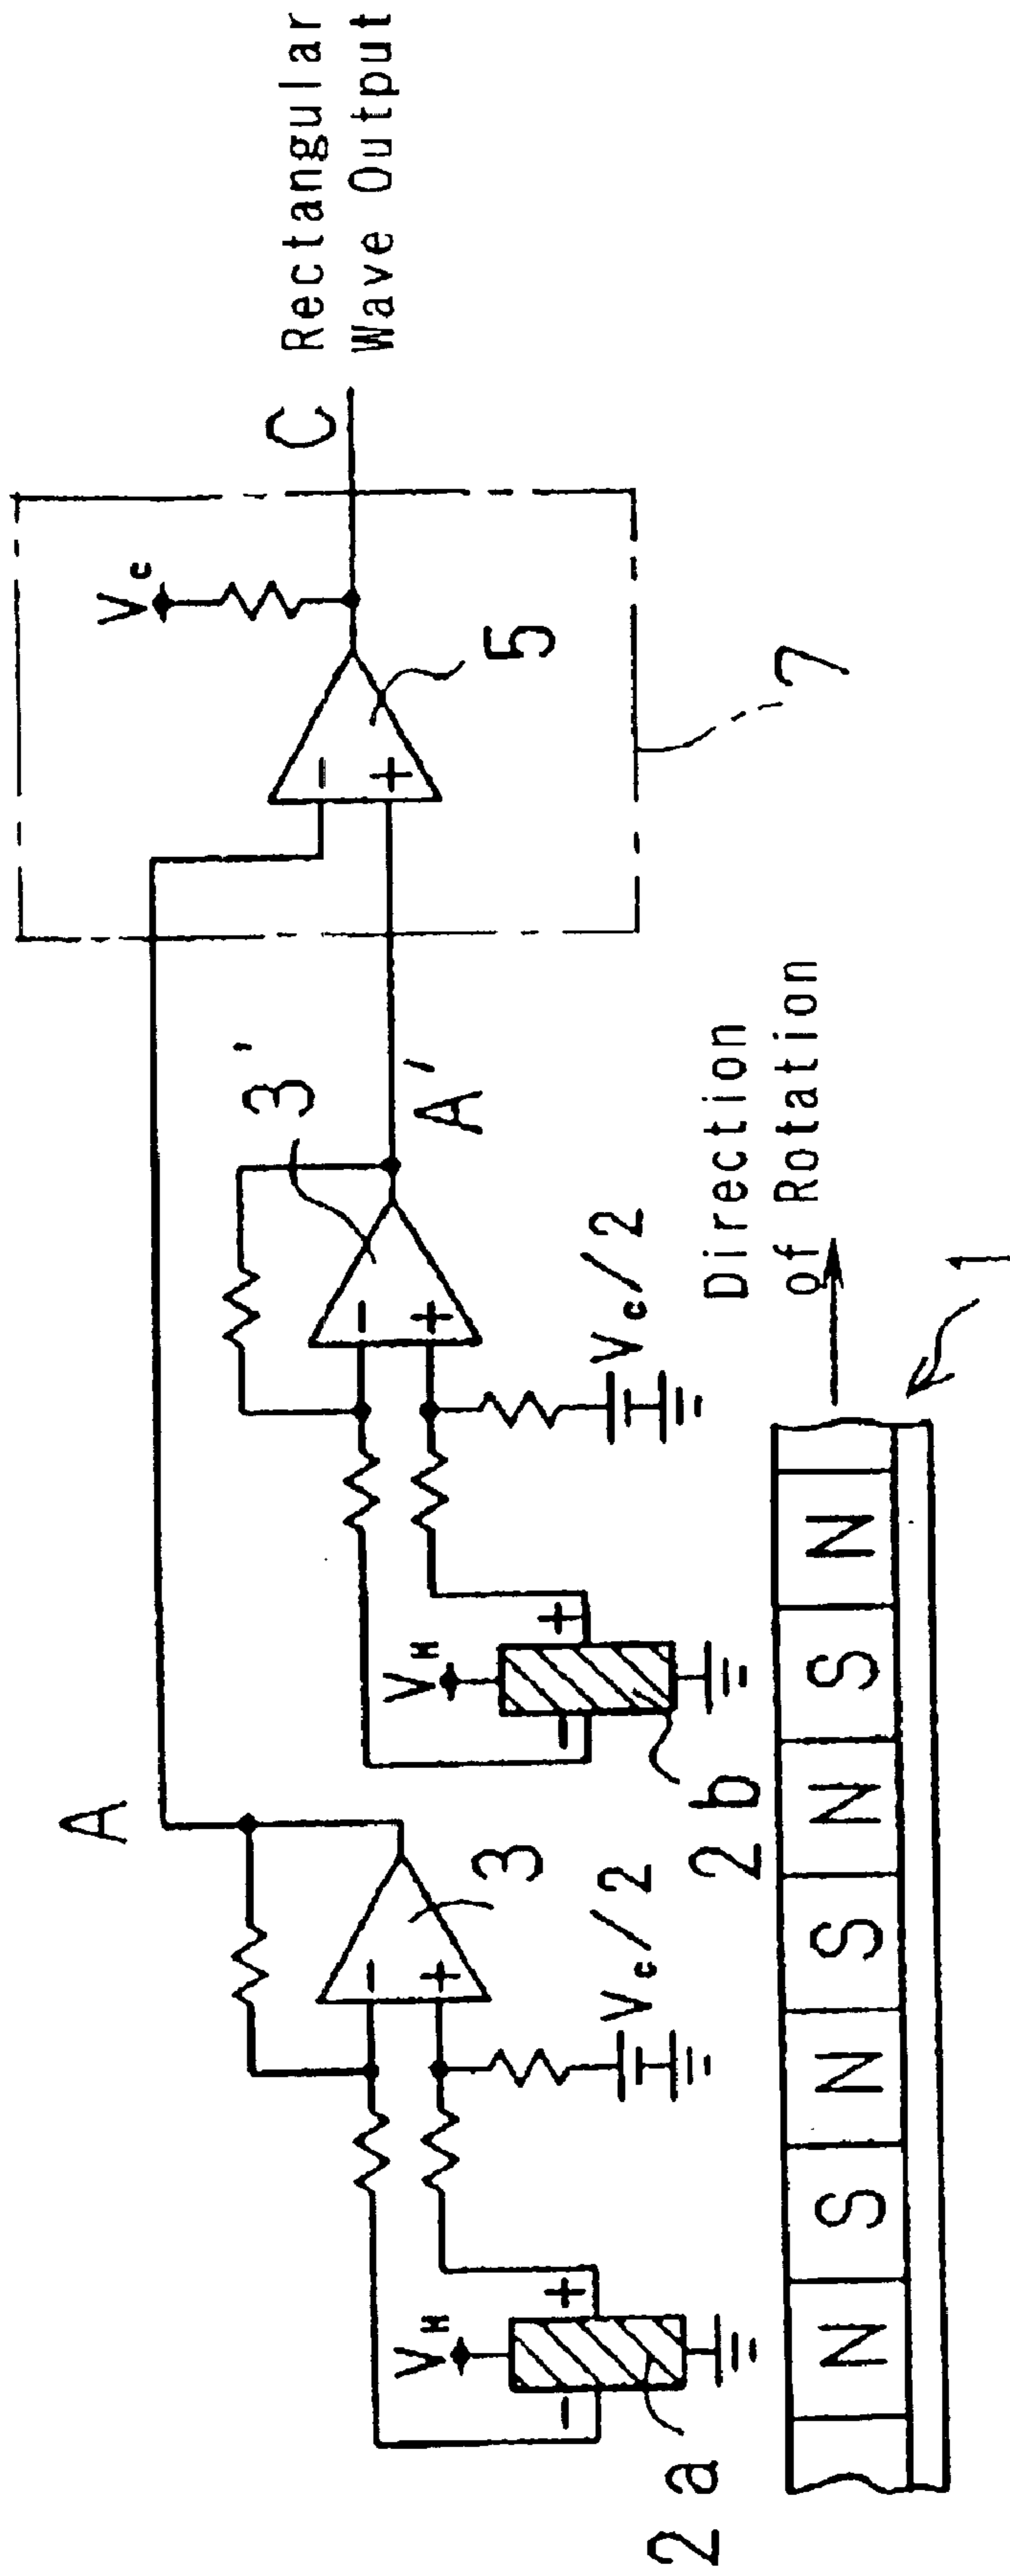 A
3
2a
VH
-
+
-
+
Vc/2
3'
A'
2b
VH
-
+
-
+
Vc/2
Vc
-
+
5
7
C
Rectangular
Wave Output
Direction
of Rotation
1
N
S
N
S
N
S
N